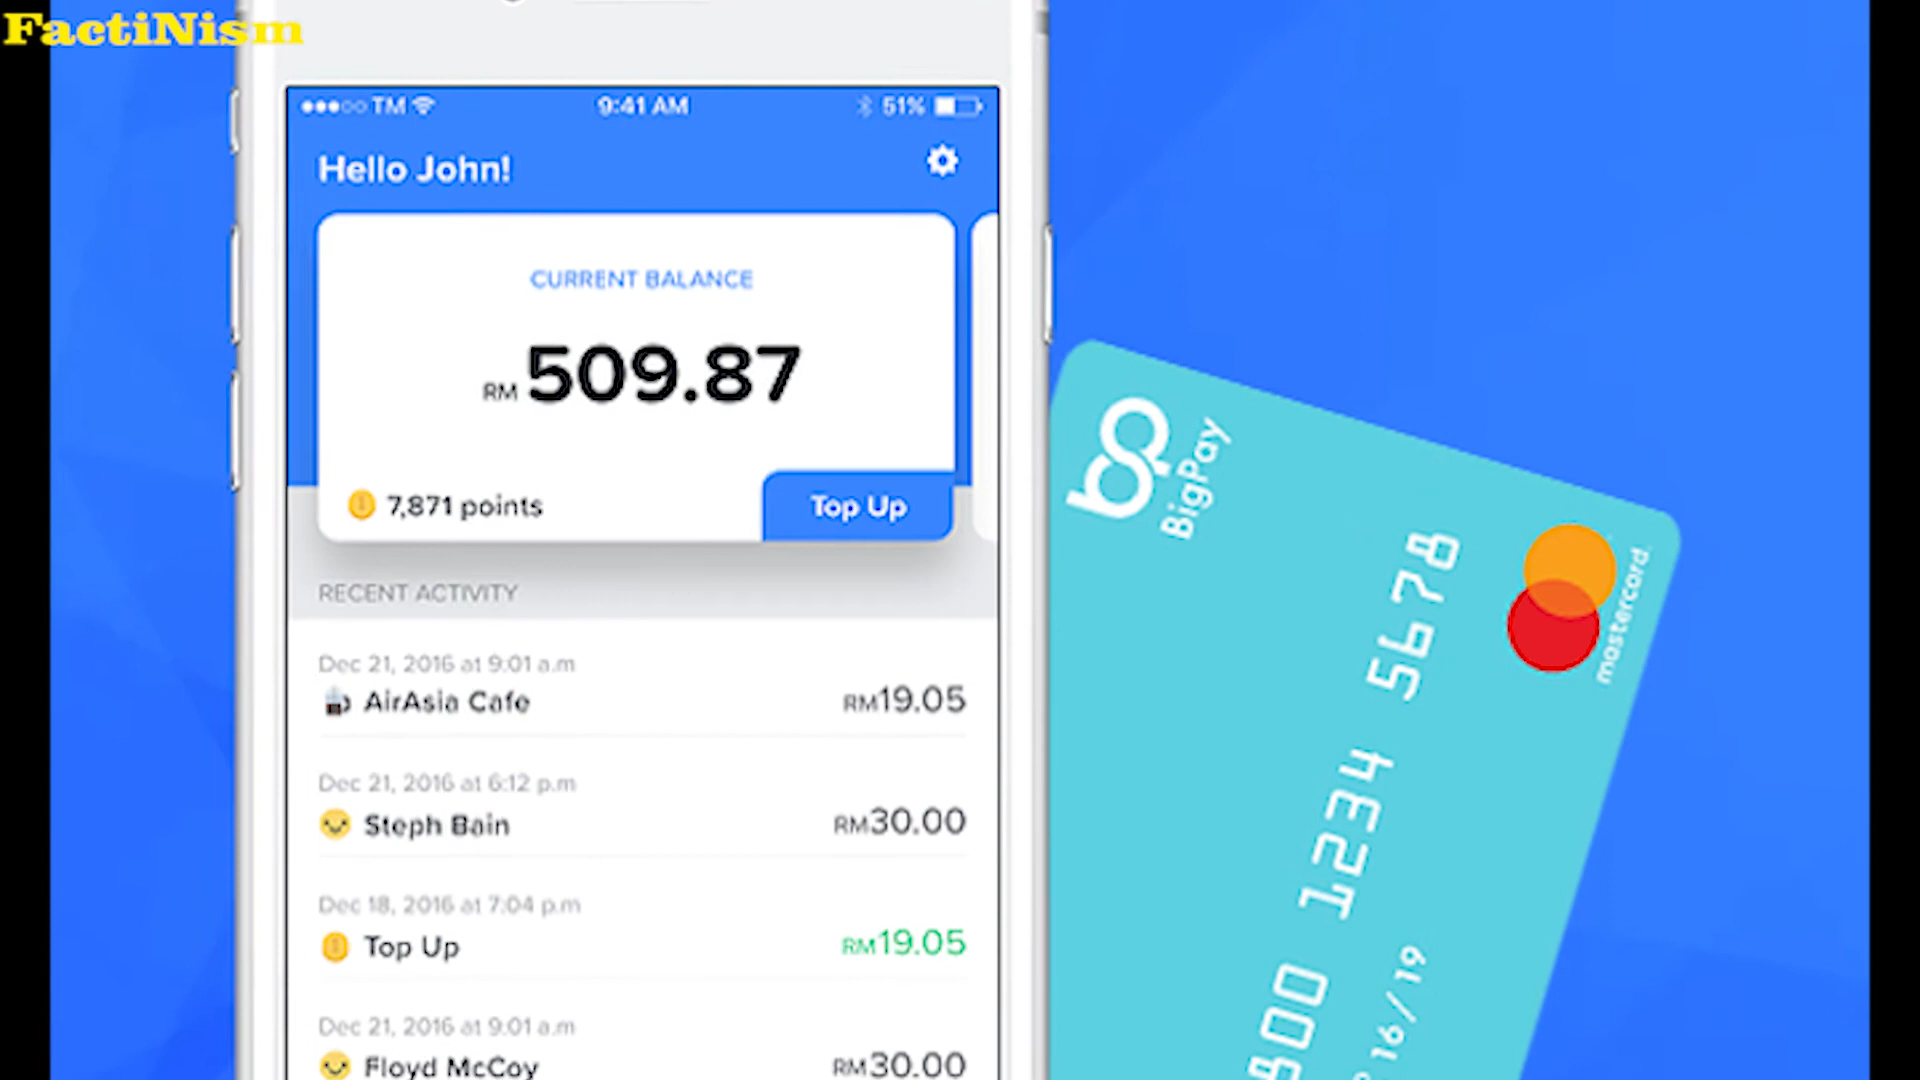 FactiNism
TM 9:41 AM 51%
Hello John!
CURRENT BALANCE
RM 509.87
7,871 points
Top Up
RECENT ACTIVITY
Dec 21, 2016 at 9:01 a.m
AirAsia Cafe RM19.05
Dec 21, 2016 at 6:12 p.m
Steph Bain RM30.00
Dec 18, 2016 at 7:04 p.m
Top Up RM19.05
Dec 21, 2016 at 9:01 a.m
Floyd McCoy RM30.00
bp
BigPay
mastercard
1234 5678
16/19